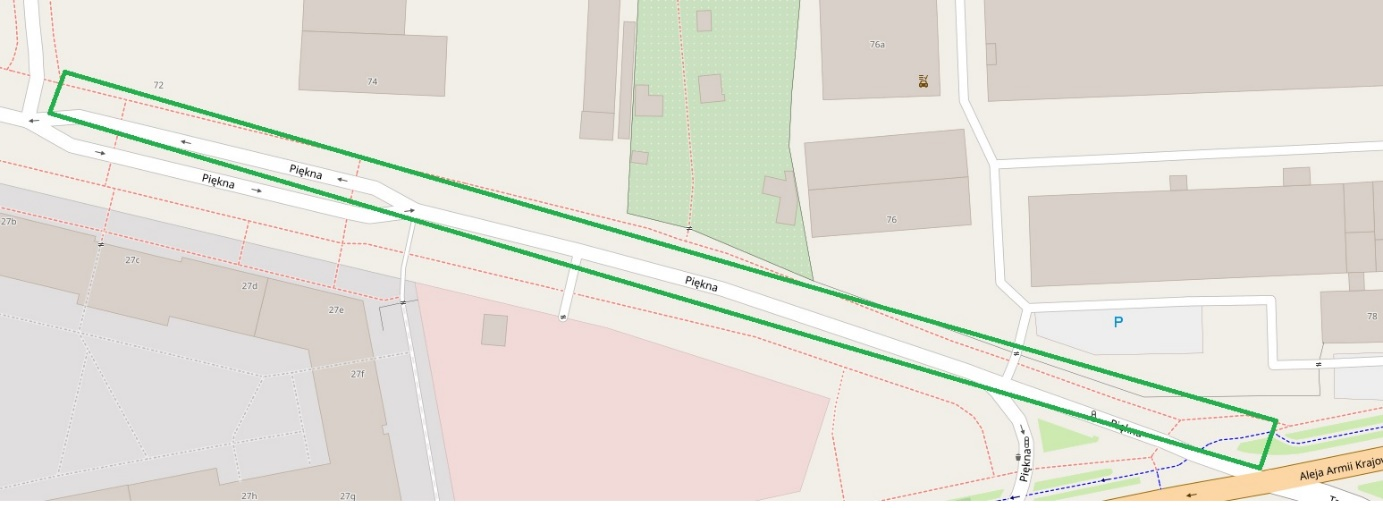 76a
74
72
Piękna
Piękna
76
27b
27c
Piękna
27d
27e
P
78
27f
Piękna
Piękna
Aleja Armii Krajow
27h
27g